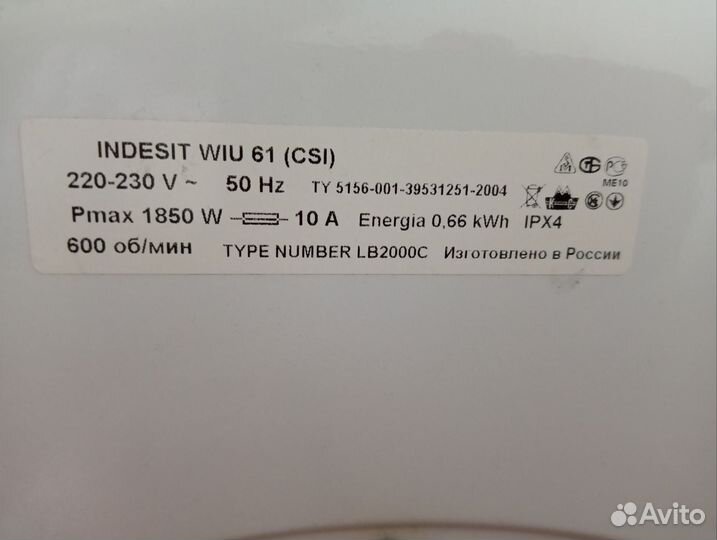 INDESIT WIU 61 (CSI)
220-230 V ~ 50 Hz TY 5156-001-39531251-2004
ME10
Pmax 1850 W 10 A Energia 0,66 kWh IPX4
600 об/мин TYPE NUMBER LB2000C Изготовлено в России
Avito